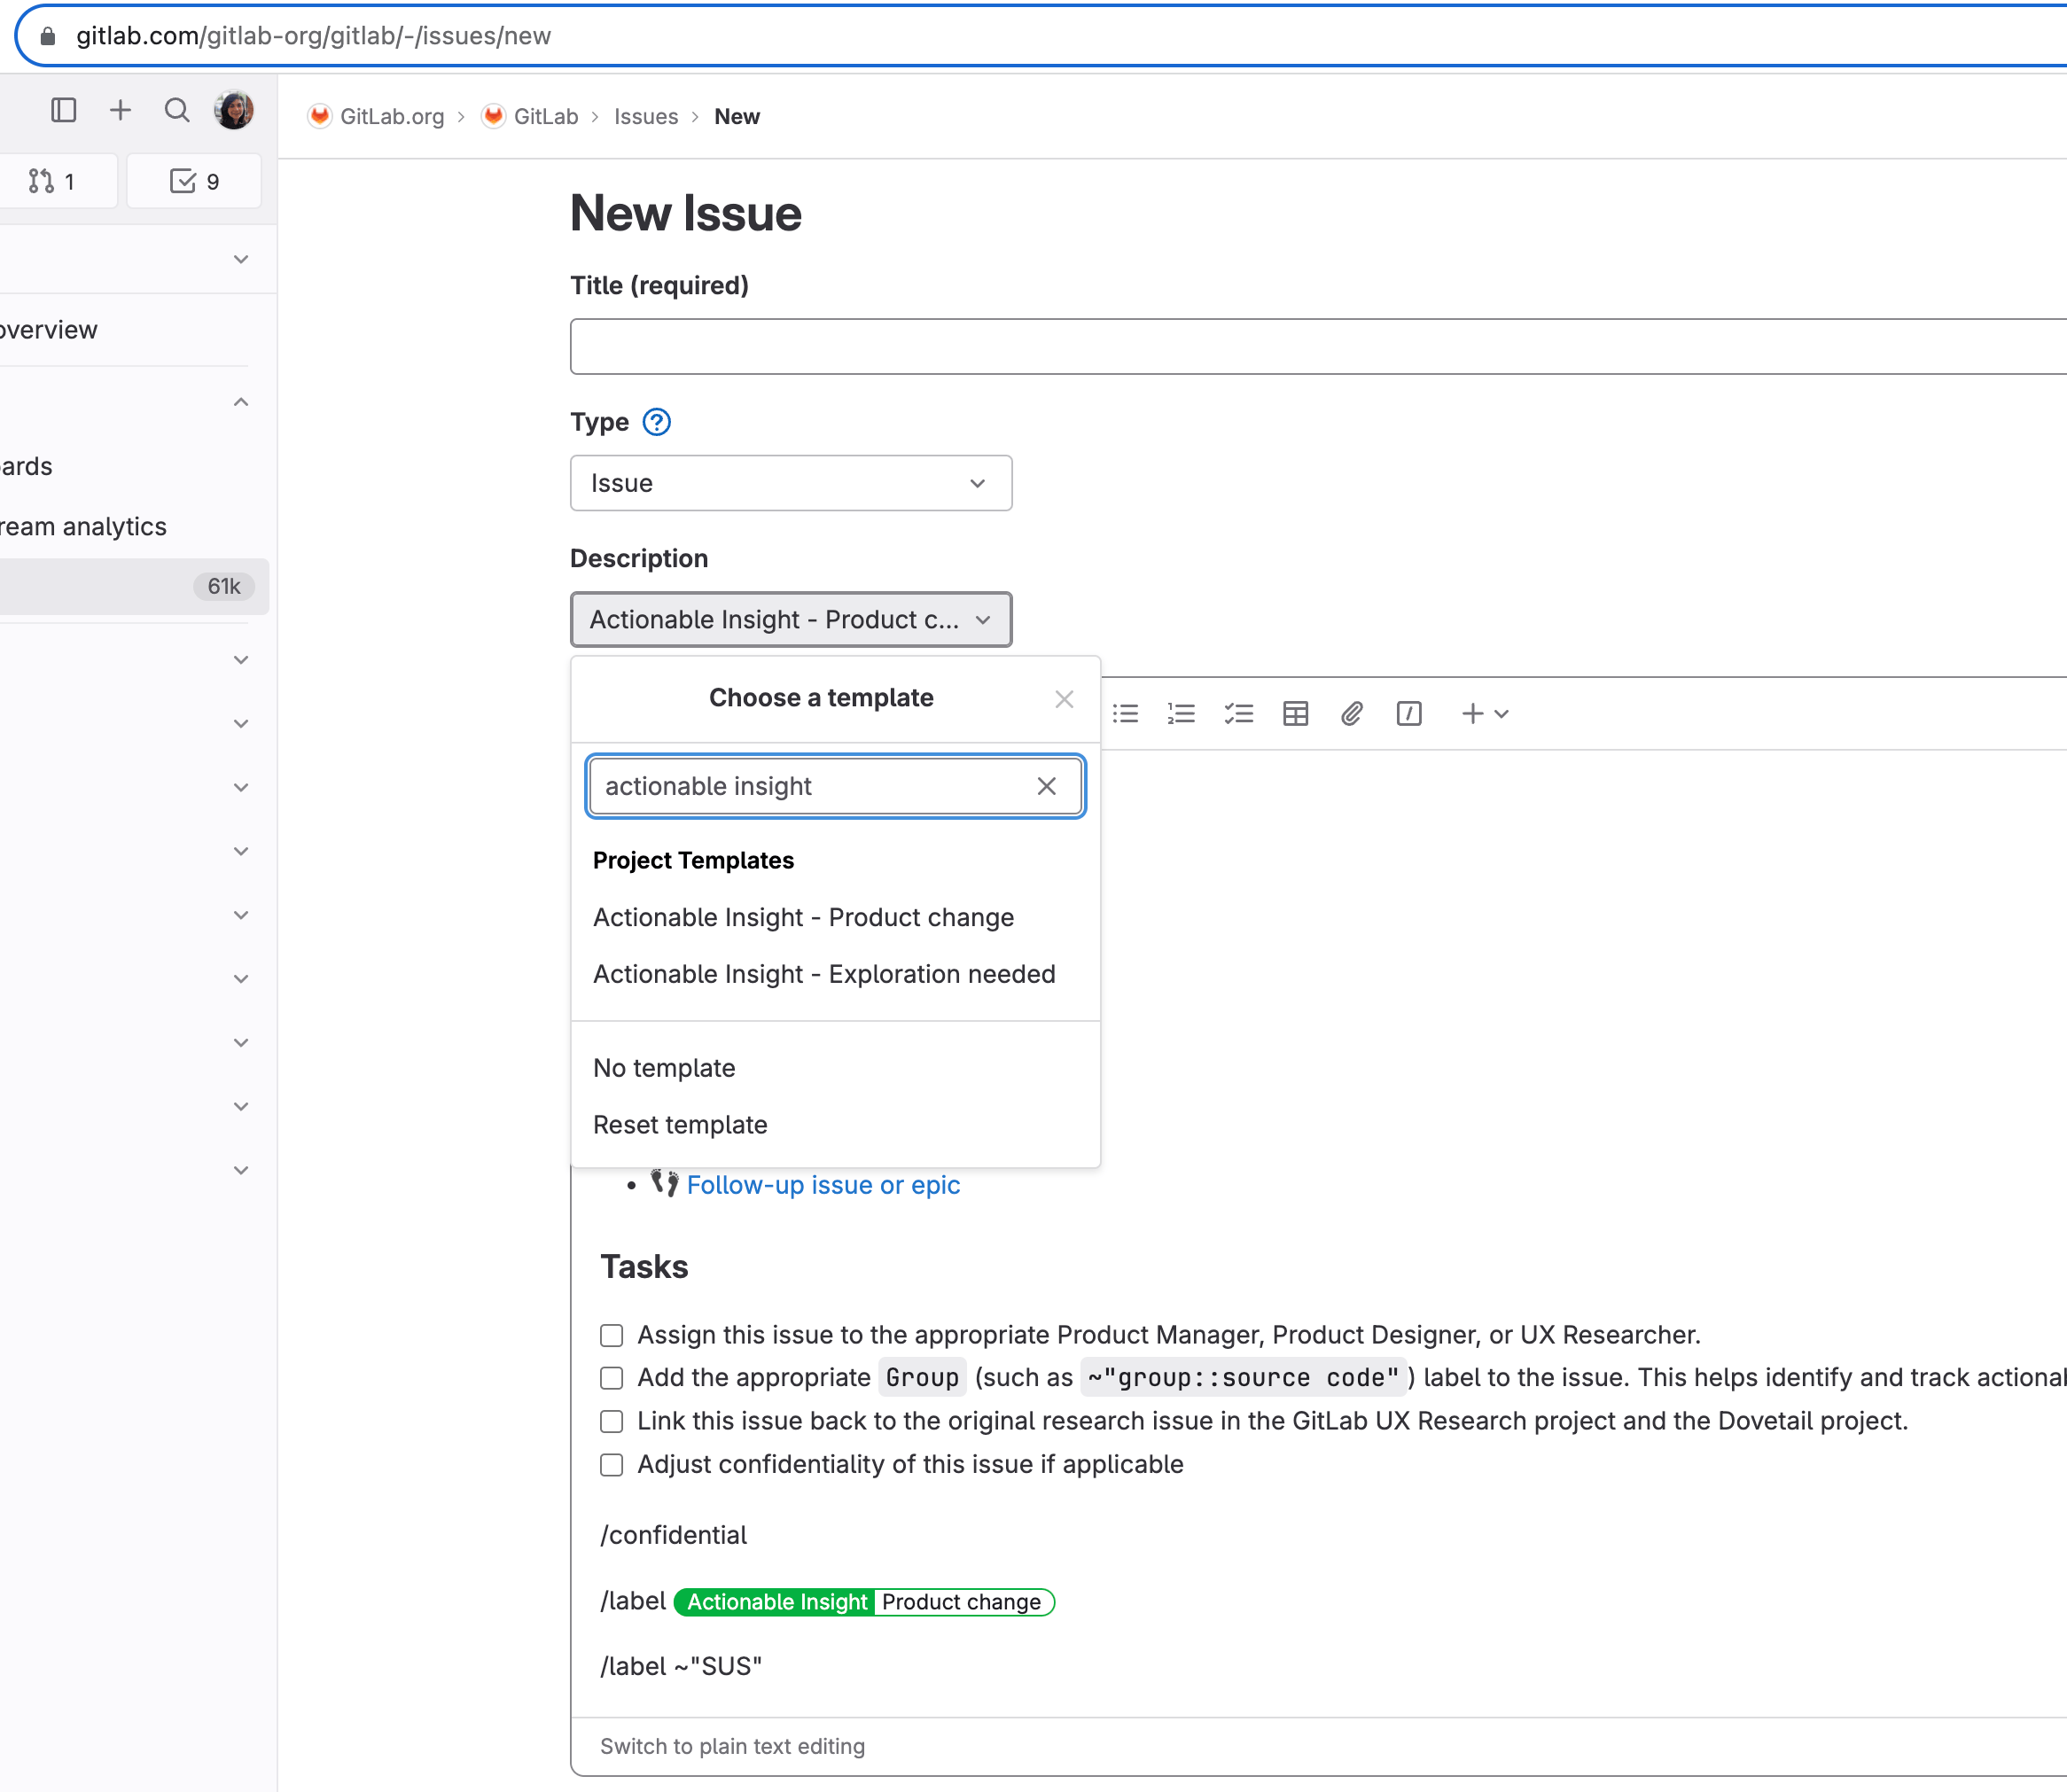 gitlab.com/gitlab-org/gitlab/-/issues/new
GitLab.org › GitLab › Issues › New
1
9
New Issue
Title (required)
overview
Type
ards
Issue
ream analytics
Description
61k
Actionable Insight - Product c...
Choose a template
actionable insight
Project Templates
Actionable Insight - Product change
Actionable Insight - Exploration needed
No template
Reset template
• 👣 Follow-up issue or epic
Tasks
Assign this issue to the appropriate Product Manager, Product Designer, or UX Researcher.
Add the appropriate Group (such as ~"group::source code") label to the issue. This helps identify and track actional
Link this issue back to the original research issue in the GitLab UX Research project and the Dovetail project.
Adjust confidentiality of this issue if applicable
/confidential
/label Actionable Insight Product change
/label ~"SUS"
Switch to plain text editing